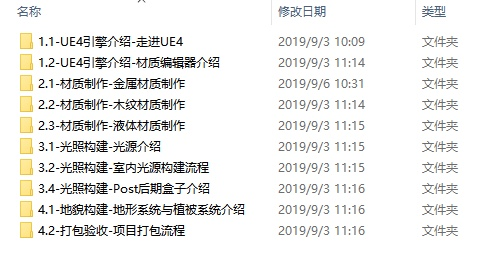 名称 修改日期 类型
1.1-UE4引擎介绍-走进UE4 2019/9/3 10:09 文件夹
1.2-UE4引擎介绍-材质编辑器介绍 2019/9/3 11:14 文件夹
2.1-材质制作-金属材质制作 2019/9/6 10:31 文件夹
2.2-材质制作-木纹材质制作 2019/9/3 11:14 文件夹
2.3-材质制作-液体材质制作 2019/9/3 11:15 文件夹
3.1-光照构建-光源介绍 2019/9/3 11:15 文件夹
3.2-光照构建-室内光源构建流程 2019/9/3 11:15 文件夹
3.4-光照构建-Post后期盒子介绍 2019/9/3 11:16 文件夹
4.1-地貌构建-地形系统与植被系统介绍 2019/9/3 11:16 文件夹
4.2-打包验收-项目打包流程 2019/9/3 11:16 文件夹